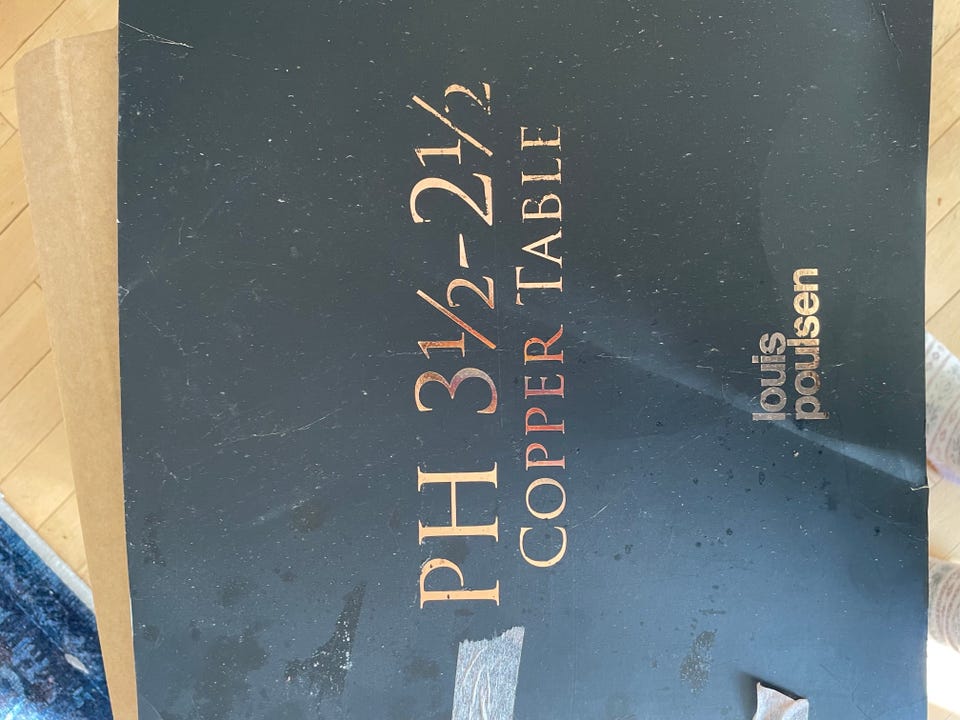 PH 3½-2½
COPPER TABLE
louis
poulsen